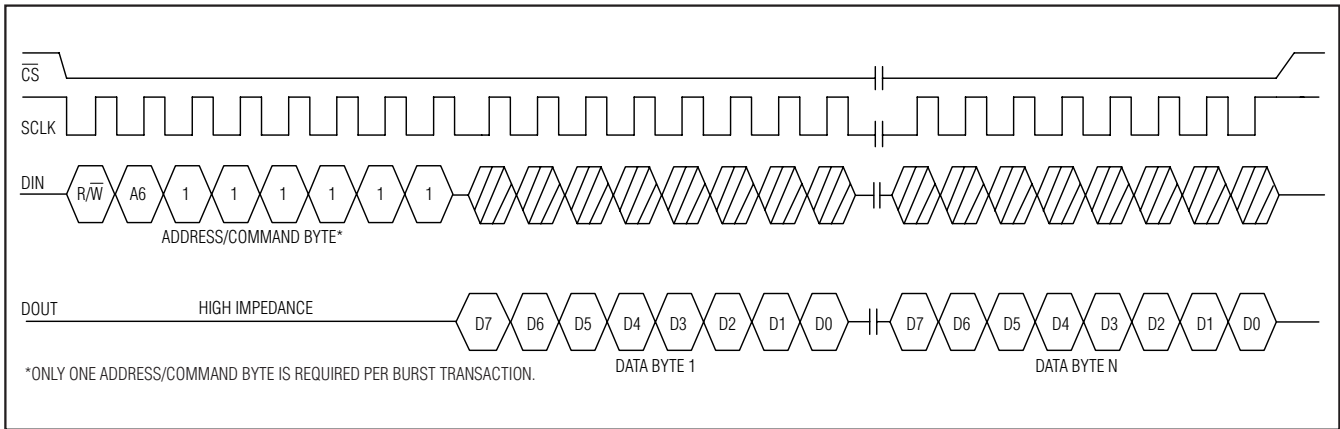 CS
SCLK
DIN R/W A6 1 1 1 1 1 1
ADDRESS/COMMAND BYTE*
DOUT HIGH IMPEDANCE D7 D6 D5 D4 D3 D2 D1 D0 D7 D6 D5 D4 D3 D2 D1 D0
DATA BYTE 1 DATA BYTE N
*ONLY ONE ADDRESS/COMMAND BYTE IS REQUIRED PER BURST TRANSACTION.